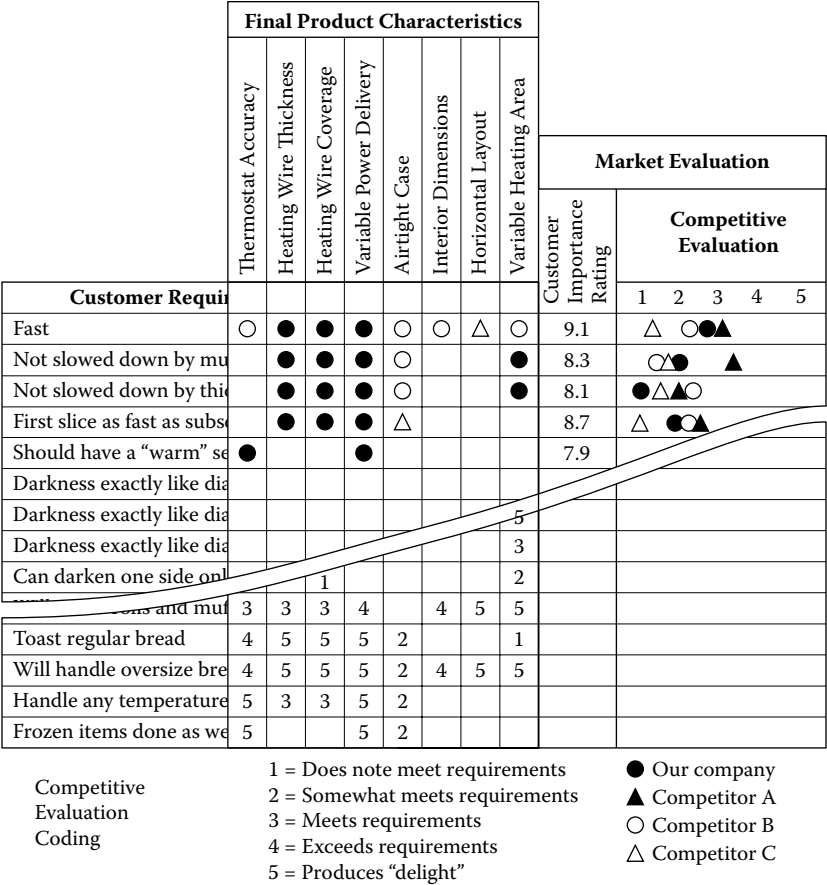 Final Product Characteristics
Thermostat Accuracy
Heating Wire Thickness
Heating Wire Coverage
Variable Power Delivery
Airtight Case
Interior Dimensions
Horizontal Layout
Variable Heating Area
Market Evaluation
Customer
Importance
Rating
Competitive
Evaluation
Customer Requir 1 2 3 4 5
Fast 9.1
Not slowed down by mu 8.3
Not slowed down by thi 8.1
First slice as fast as subs 8.7
Should have a “warm” se 7.9
Darkness exactly like dia
Darkness exactly like dia 5
Darkness exactly like dia 3
Can darken one side onl 1 2
and muf 3 3 3 4 4 5 5
Toast regular bread 4 5 5 5 2 1
Will handle oversize bre 4 5 5 5 2 4 5 5
Handle any temperature 5 3 3 5 2
Frozen items done as we 5 5 2
Competitive
Evaluation
Coding
1 = Does note meet requirements
2 = Somewhat meets requirements
3 = Meets requirements
4 = Exceeds requirements
5 = Produces “delight”
Our company
Competitor A
Competitor B
Competitor C